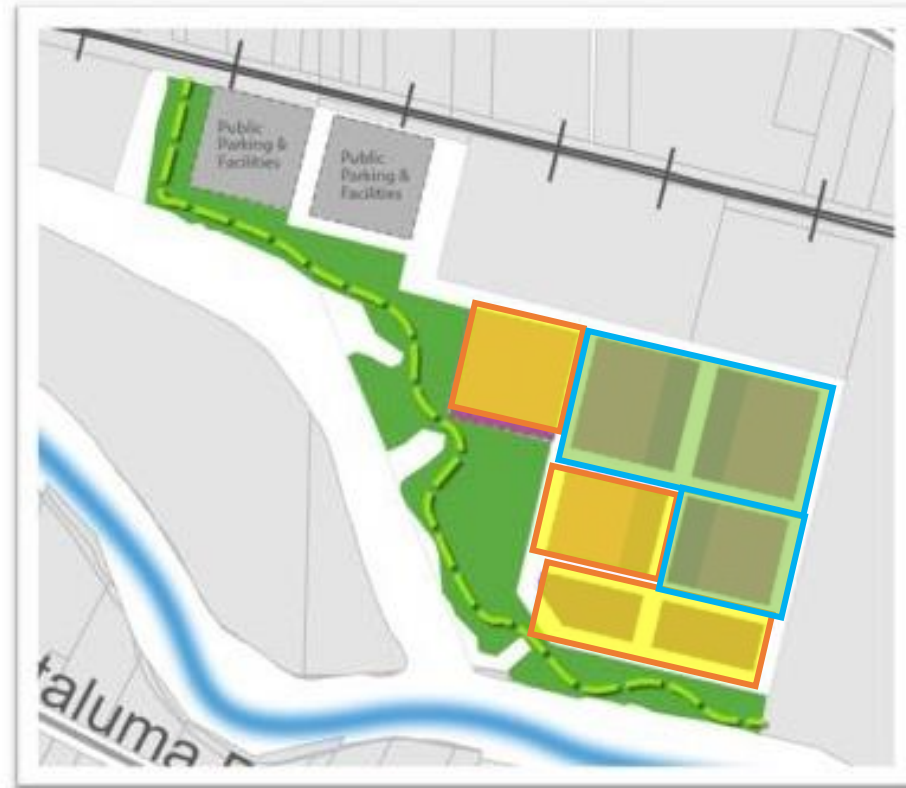 Public
Parking &
Facilities
Public
Parking &
Facilities
taluma